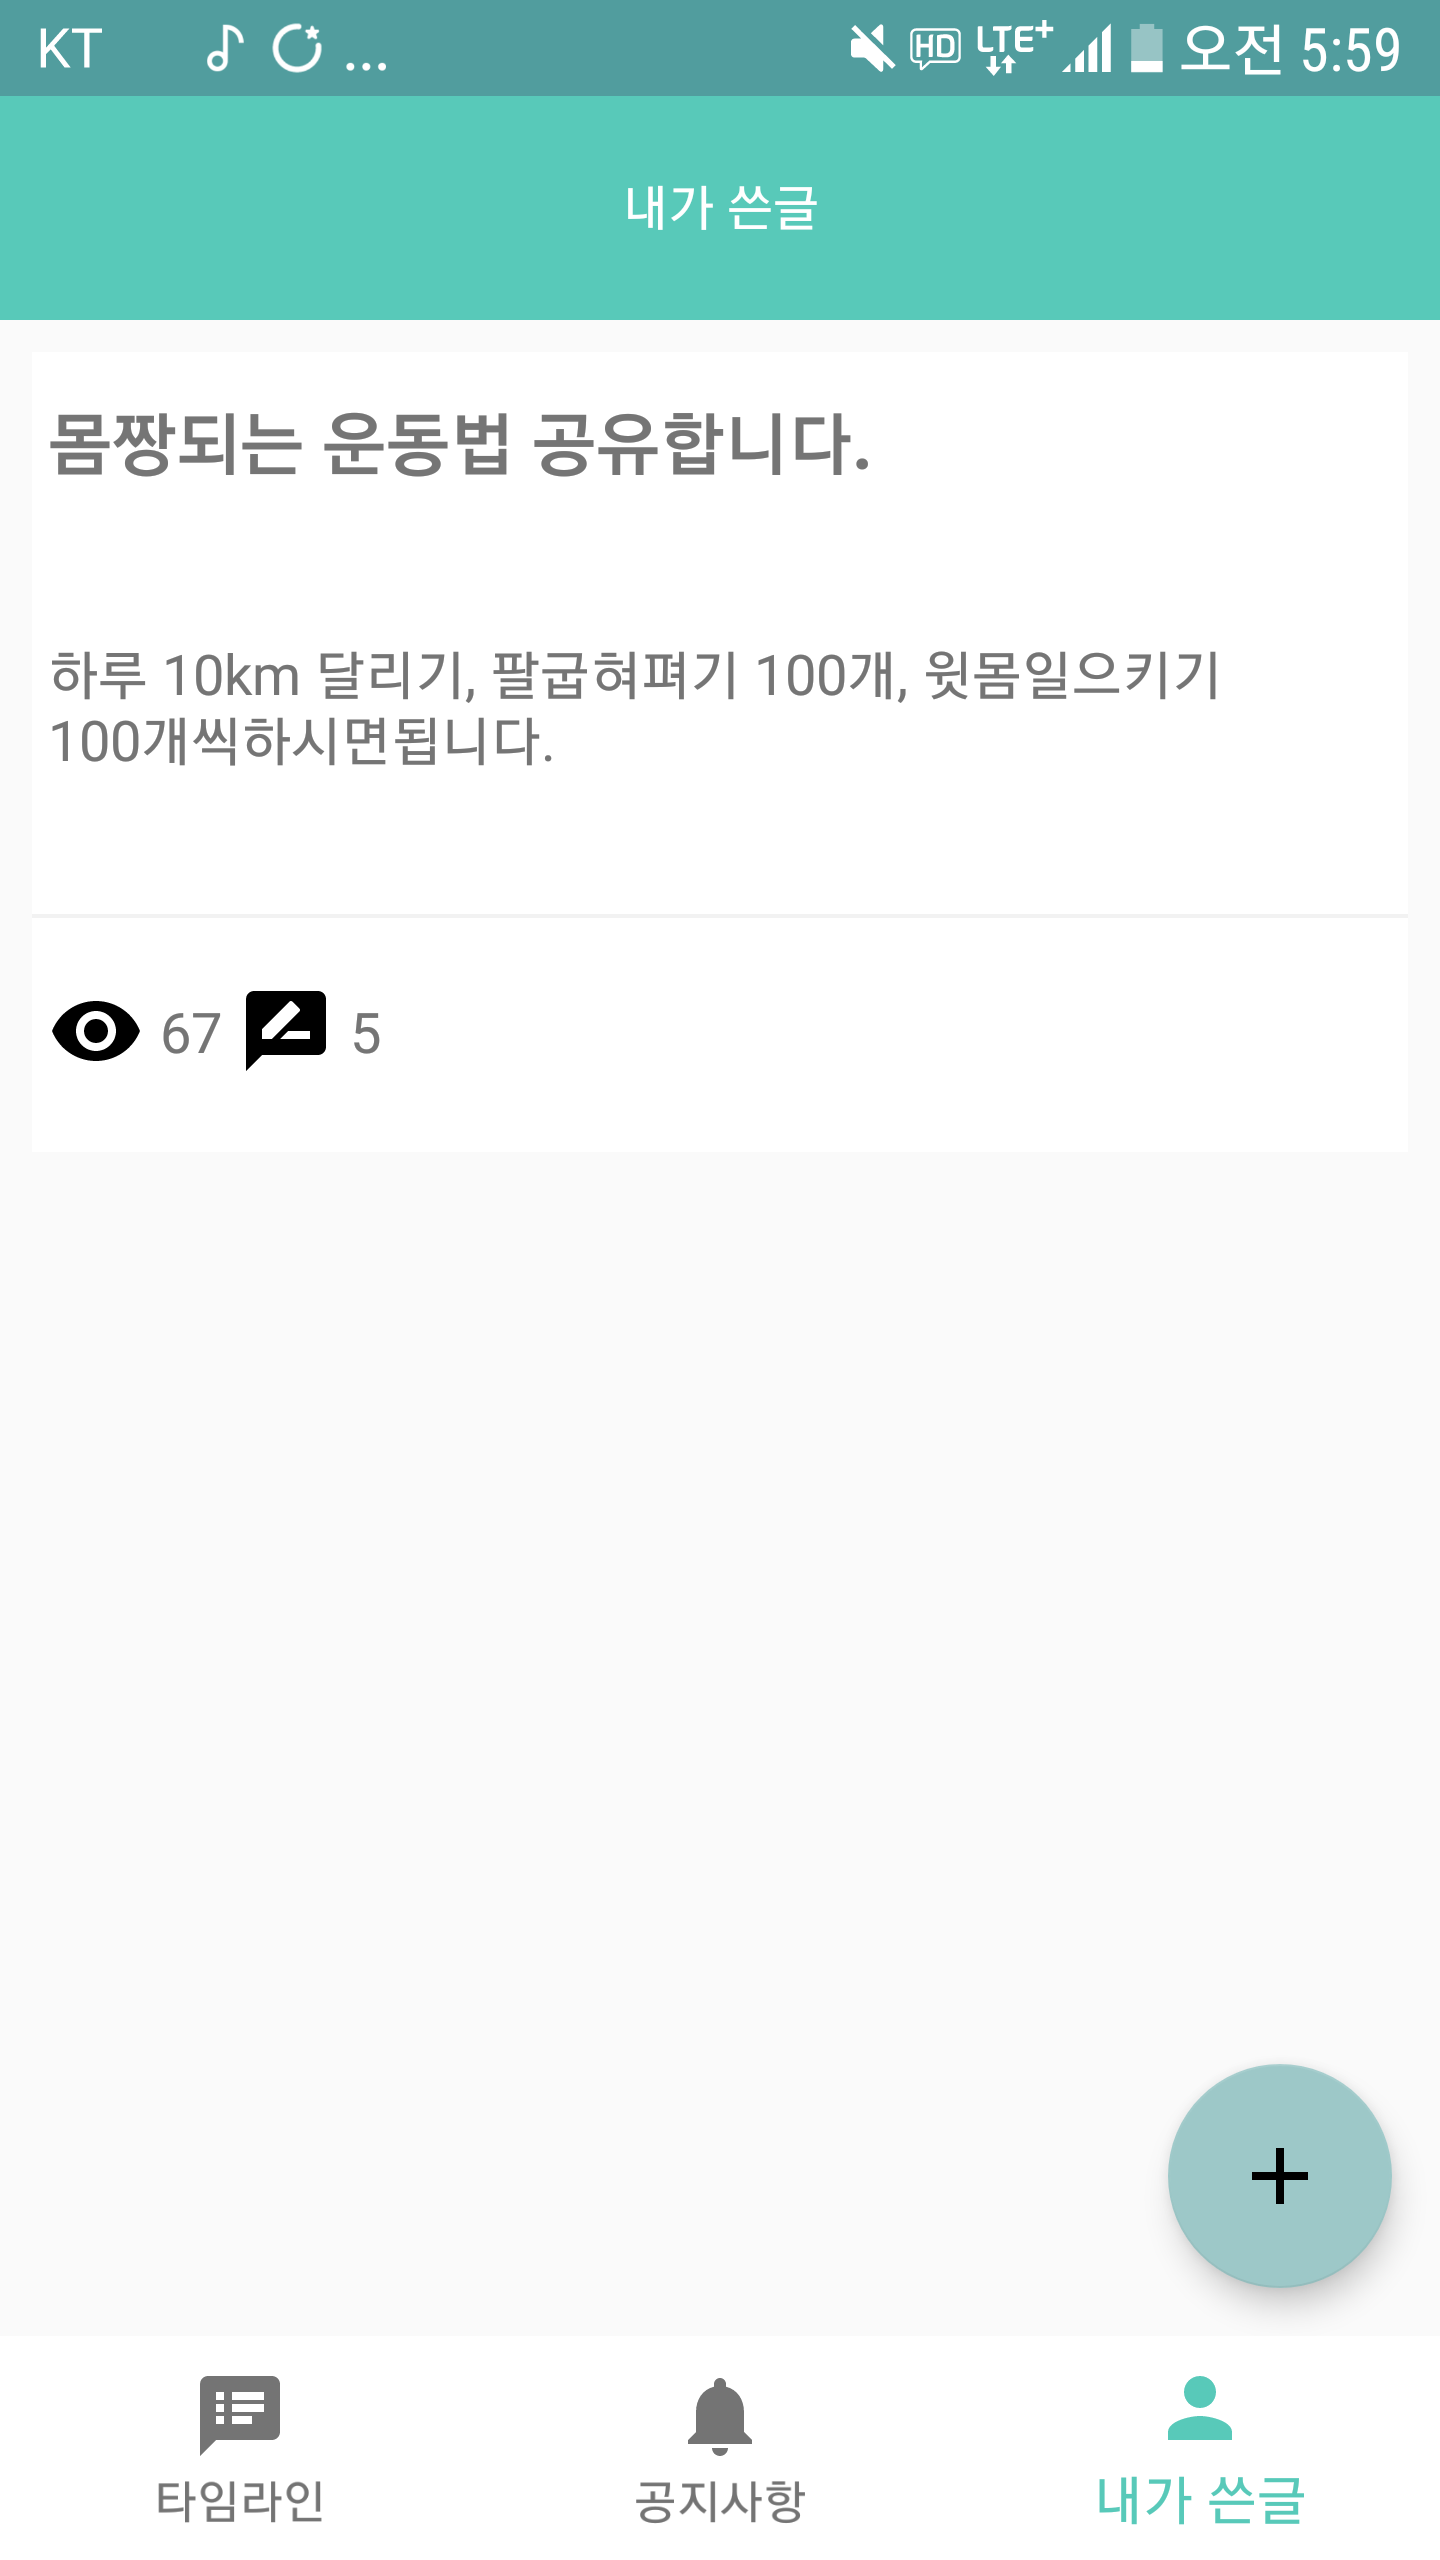 KT ... HD LTE+ 오전 5:59
내가 쓴글
몸짱되는 운동법 공유합니다.
하루 10km 달리기, 팔굽혀펴기 100개, 윗몸일으키기
100개씩하시면됩니다.
67 5
타임라인 공지사항 내가 쓴글